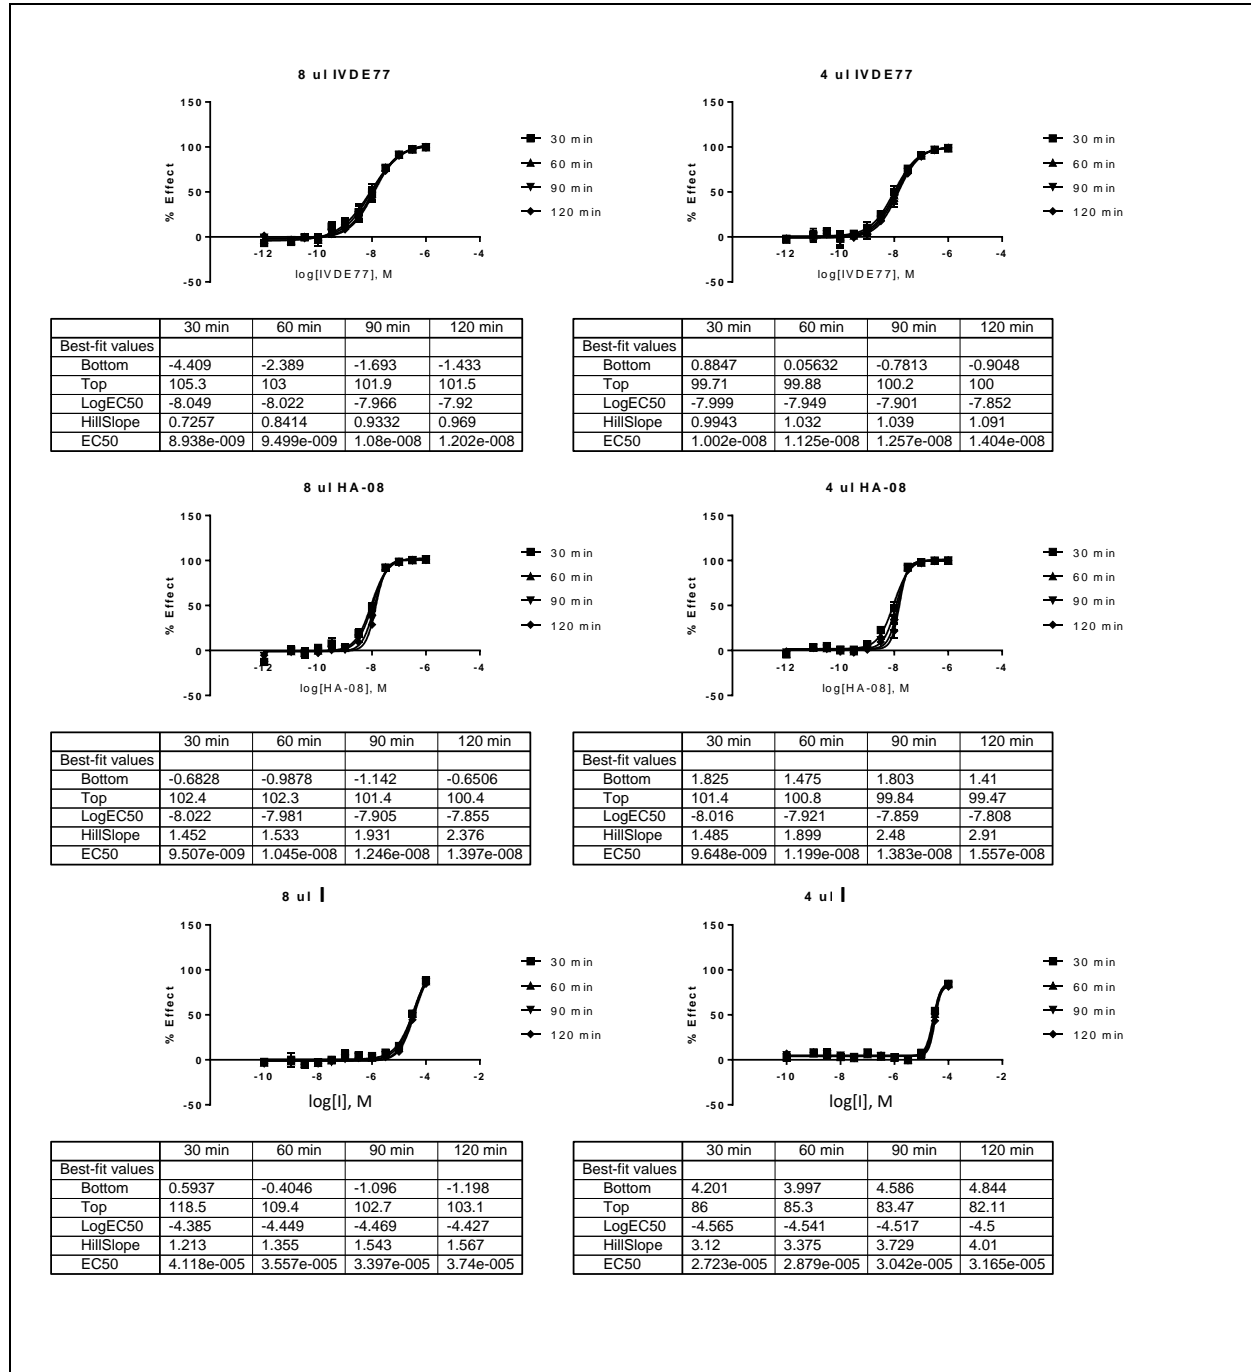 8 ul IVDE77
150
100
50
0
-50
% Effect
-12 -10 -8 -6 -4
log[IVDE77], M
30 min
60 min
90 min
120 min
4 ul IVDE77
150
100
50
0
-50
% Effect
-12 -10 -8 -6 -4
log[IVDE77], M
30 min
60 min
90 min
120 min
30 min 60 min 90 min 120 min
Best-fit values
Bottom -4.409 -2.389 -1.693 -1.433
Top 105.3 103 101.9 101.5
LogEC50 -8.049 -8.022 -7.966 -7.92
HillSlope 0.7257 0.8414 0.9332 0.969
EC50 8.938e-009 9.499e-009 1.08e-008 1.202e-008
30 min 60 min 90 min 120 min
Best-fit values
Bottom 0.8847 0.05632 -0.7813 -0.9048
Top 99.71 99.88 100.2 100
LogEC50 -7.999 -7.949 -7.901 -7.852
HillSlope 0.9943 1.032 1.039 1.091
EC50 1.002e-008 1.125e-008 1.257e-008 1.404e-008
8 ul HA-08
150
100
50
0
-50
% Effect
-12 -10 -8 -6 -4
log[HA-08], M
30 min
60 min
90 min
120 min
4 ul HA-08
150
100
50
0
-50
% Effect
-12 -10 -8 -6 -4
log[HA-08], M
30 min
60 min
90 min
120 min
30 min 60 min 90 min 120 min
Best-fit values
Bottom -0.6828 -0.9878 -1.142 -0.6506
Top 102.4 102.3 101.4 100.4
LogEC50 -8.022 -7.981 -7.905 -7.855
HillSlope 1.452 1.533 1.931 2.376
EC50 9.507e-009 1.045e-008 1.246e-008 1.397e-008
30 min 60 min 90 min 120 min
Best-fit values
Bottom 1.825 1.475 1.803 1.41
Top 101.4 100.8 99.84 99.47
LogEC50 -8.016 -7.921 -7.859 -7.808
HillSlope 1.485 1.899 2.48 2.91
EC50 9.648e-009 1.199e-008 1.383e-008 1.557e-008
8 ul I
150
100
50
0
-50
% Effect
-10 -8 -6 -4 -2
log[I], M
30 min
60 min
90 min
120 min
4 ul I
150
100
50
0
-50
% Effect
-10 -8 -6 -4 -2
log[I], M
30 min
60 min
90 min
120 min
30 min 60 min 90 min 120 min
Best-fit values
Bottom 0.5937 -0.4046 -1.096 -1.198
Top 118.5 109.4 102.7 103.1
LogEC50 -4.385 -4.449 -4.469 -4.427
HillSlope 1.213 1.355 1.543 1.567
EC50 4.118e-005 3.557e-005 3.397e-005 3.74e-005
30 min 60 min 90 min 120 min
Best-fit values
Bottom 4.201 3.997 4.586 4.844
Top 86 85.3 83.47 82.11
LogEC50 -4.565 -4.541 -4.517 -4.5
HillSlope 3.12 3.375 3.729 4.01
EC50 2.723e-005 2.879e-005 3.042e-005 3.165e-005